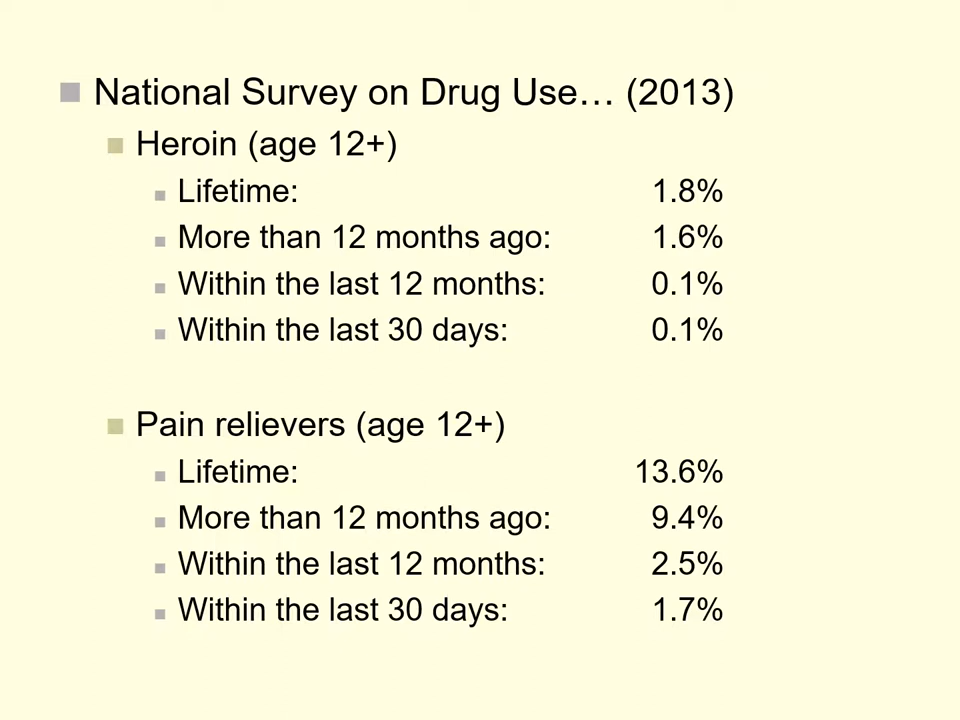 National Survey on Drug Use… (2013)
Heroin (age 12+)
Lifetime: 1.8%
More than 12 months ago: 1.6%
Within the last 12 months: 0.1%
Within the last 30 days: 0.1%
Pain relievers (age 12+)
Lifetime: 13.6%
More than 12 months ago: 9.4%
Within the last 12 months: 2.5%
Within the last 30 days: 1.7%